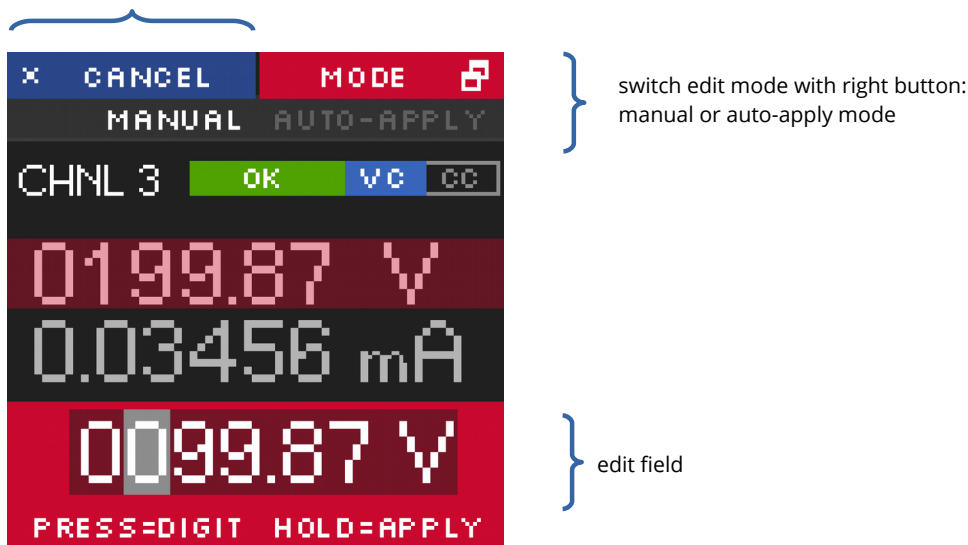 × CANCEL MODE
switch edit mode with right button:
manual or auto-apply mode
MANUAL AUTO-APPLY
CHNL 3 OK VC CC
0199.87 V
0.03456 mA
0099.87 V
edit field
PRESS=DIGIT HOLD=APPLY